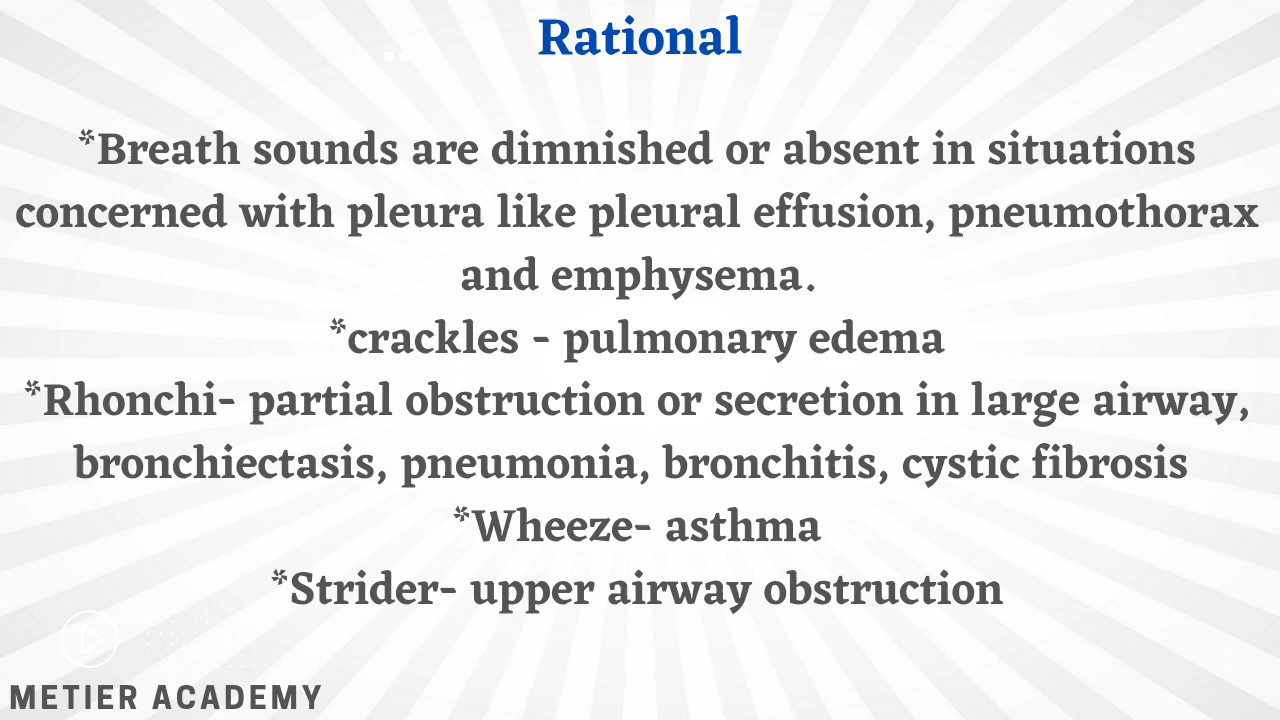 Rational
*Breath sounds are dimnished or absent in situations
concerned with pleura like pleural effusion, pneumothorax
and emphysema.
*crackles - pulmonary edema
*Rhonchi- partial obstruction or secretion in large airway,
bronchiectasis, pneumonia, bronchitis, cystic fibrosis
*Wheeze- asthma
*Strider- upper airway obstruction
METIER ACADEMY